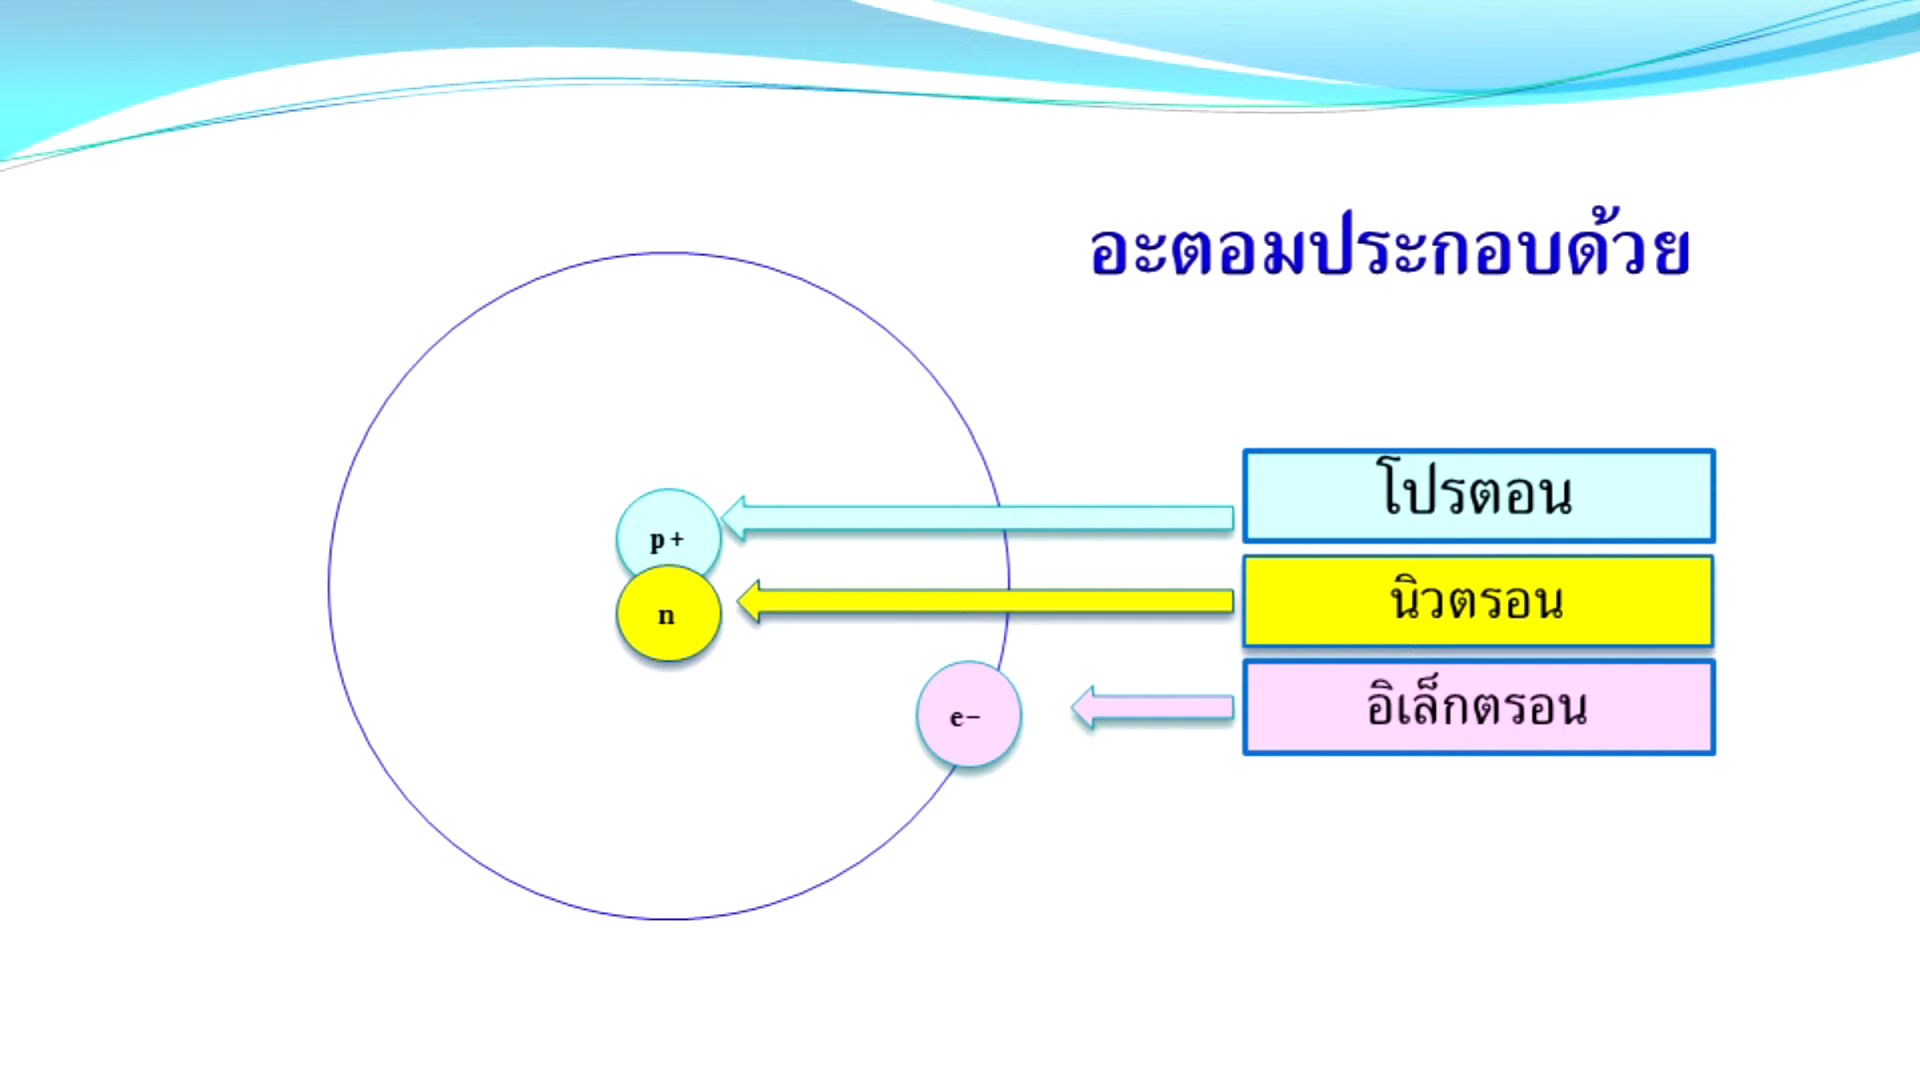 อะตอมประกอบด้วย
โปรตอน
p+
นิวตรอน
n
อิเล็กตรอน
e−